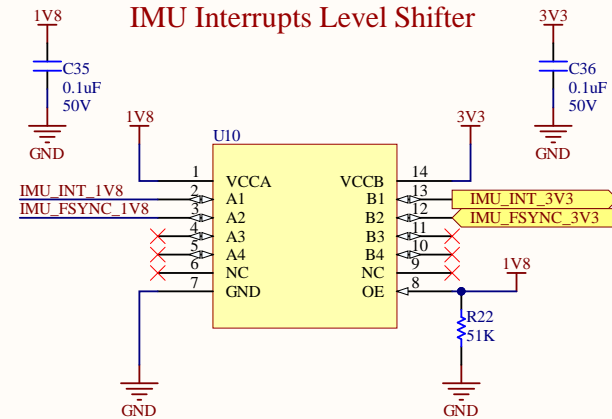 IMU Interrupts Level Shifter
1V8
C35
0.1uF
50V
GND
3V3
C36
0.1uF
50V
GND
1V8
U10
3V3
1 VCCA VCCB 14
IMU_INT_1V8 2 A1 B1 13 IMU_INT_3V3
IMU_FSYNC_1V8 3 A2 B2 12 IMU_FSYNC_3V3
4 A3 B3 11
5 A4 B4 10
6 NC NC 9
7 GND OE 8
1V8
R22
51K
GND
GND